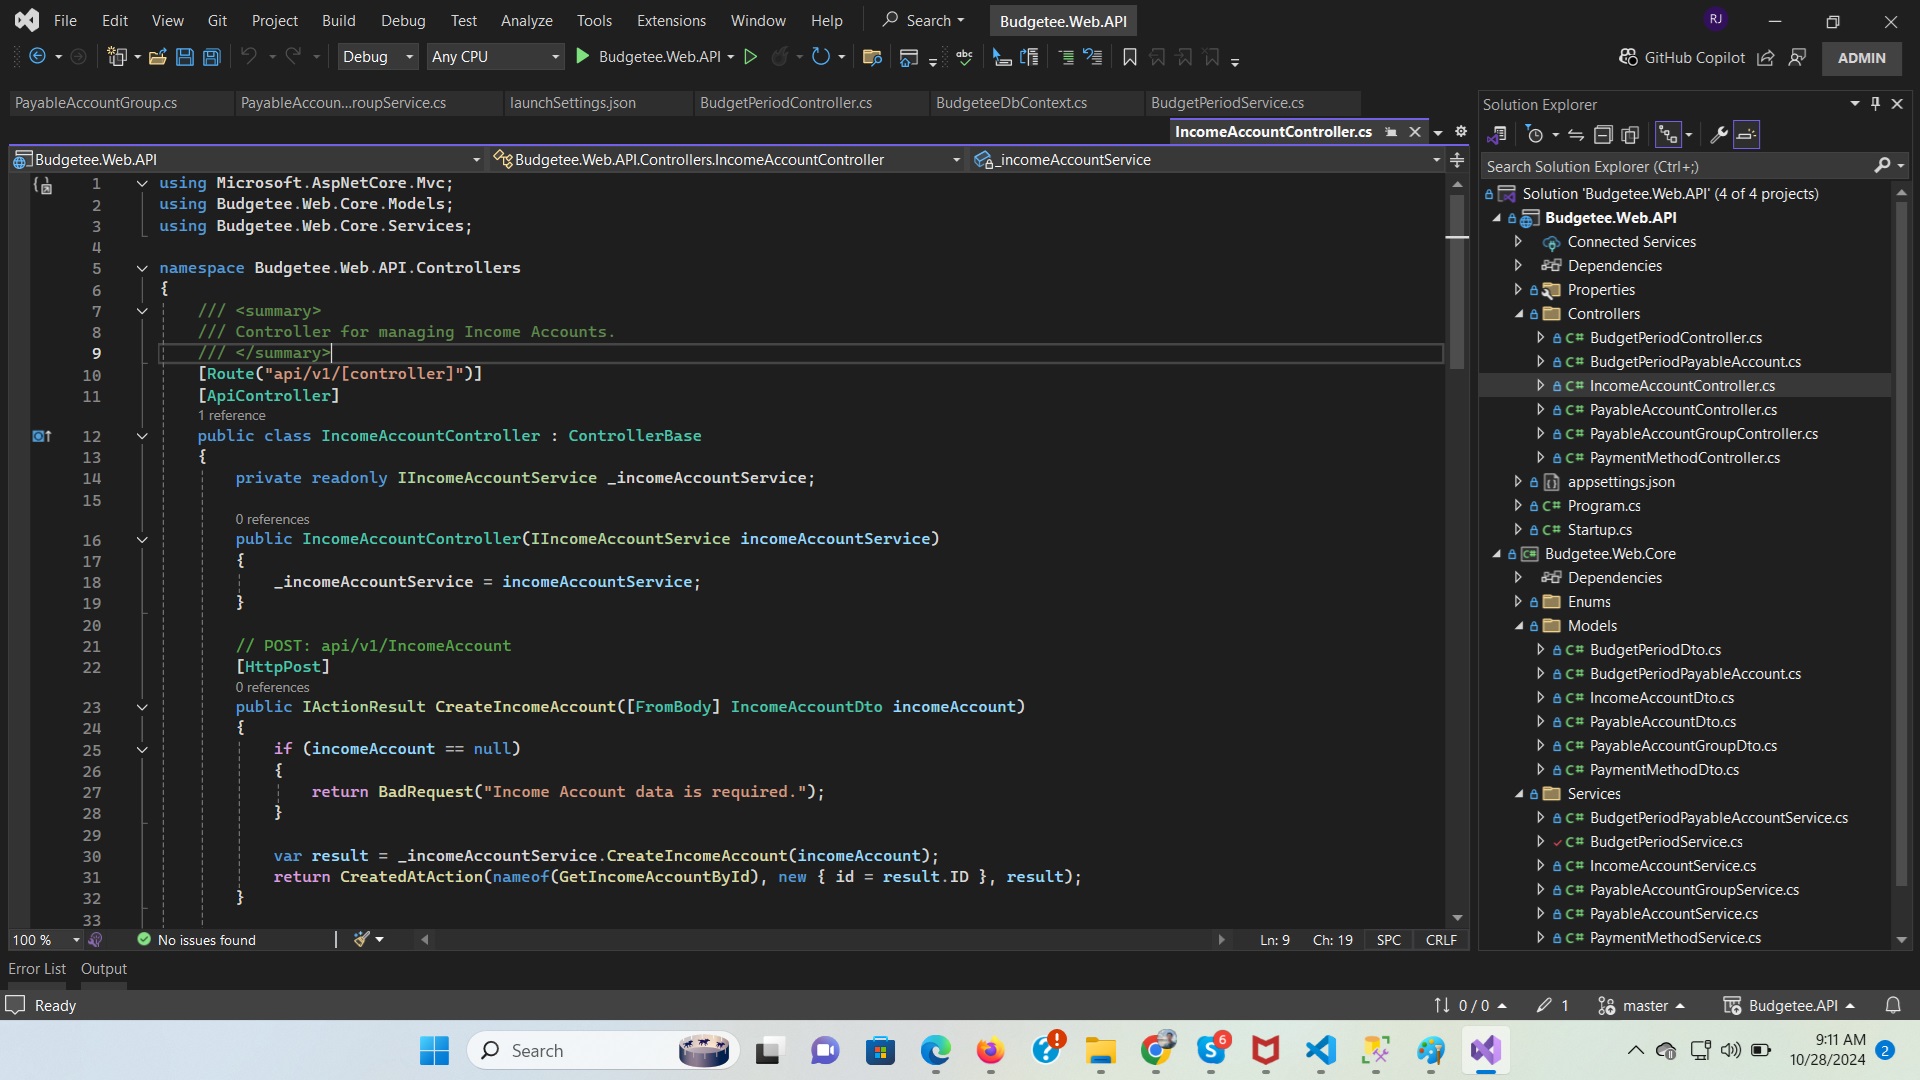 File Edit View Git Project Build Debug Test Analyze Tools Extensions Window Help Search Budgetee.Web.API RJ
Debug Any CPU Budgetee.Web.API abc GitHub Copilot ADMIN
PayableAccountGroup.cs PayableAccoun...roupService.cs launchSettings.json BudgetPeriodController.cs BudgeteeDbContext.cs BudgetPeriodService.cs
IncomeAccountController.cs
Budgetee.Web.API Budgetee.Web.API.Controllers.IncomeAccountController _incomeAccountService
1 using Microsoft.AspNetCore.Mvc;
2 using Budgetee.Web.Core.Models;
3 using Budgetee.Web.Core.Services;
4
5 namespace Budgetee.Web.API.Controllers
6 {
7 /// <summary>
8 /// Controller for managing Income Accounts.
9 /// </summary>
10 [Route("api/v1/[controller]")]
11 [ApiController]
1 reference
12 public class IncomeAccountController : ControllerBase
13 {
14 private readonly IIncomeAccountService _incomeAccountService;
15
0 references
16 public IncomeAccountController(IIncomeAccountService incomeAccountService)
17 {
18 _incomeAccountService = incomeAccountService;
19 }
20
21 // POST: api/v1/IncomeAccount
22 [HttpPost]
0 references
23 public IActionResult CreateIncomeAccount([FromBody] IncomeAccountDto incomeAccount)
24 {
25 if (incomeAccount == null)
26 {
27 return BadRequest("Income Account data is required.");
28 }
29
30 var result = _incomeAccountService.CreateIncomeAccount(incomeAccount);
31 return CreatedAtAction(nameof(GetIncomeAccountById), new { id = result.ID }, result);
32 }
33
100 % No issues found Ln: 9 Ch: 19 SPC CRLF
Solution Explorer
Search Solution Explorer (Ctrl+;)
Solution 'Budgetee.Web.API' (4 of 4 projects)
Budgetee.Web.API
Connected Services
Dependencies
Properties
Controllers
C# BudgetPeriodController.cs
C# BudgetPeriodPayableAccount.cs
C# IncomeAccountController.cs
C# PayableAccountController.cs
C# PayableAccountGroupController.cs
C# PaymentMethodController.cs
appsettings.json
C# Program.cs
C# Startup.cs
C# Budgetee.Web.Core
Dependencies
Enums
Models
C# BudgetPeriodDto.cs
C# BudgetPeriodPayableAccount.cs
C# IncomeAccountDto.cs
C# PayableAccountDto.cs
C# PayableAccountGroupDto.cs
C# PaymentMethodDto.cs
Services
C# BudgetPeriodPayableAccountService.cs
C# BudgetPeriodService.cs
C# IncomeAccountService.cs
C# PayableAccountGroupService.cs
C# PayableAccountService.cs
C# PaymentMethodService.cs
Error List Output
Ready 0 / 0 1 master Budgetee.API
Search 6 9:11 AM
10/28/2024 2